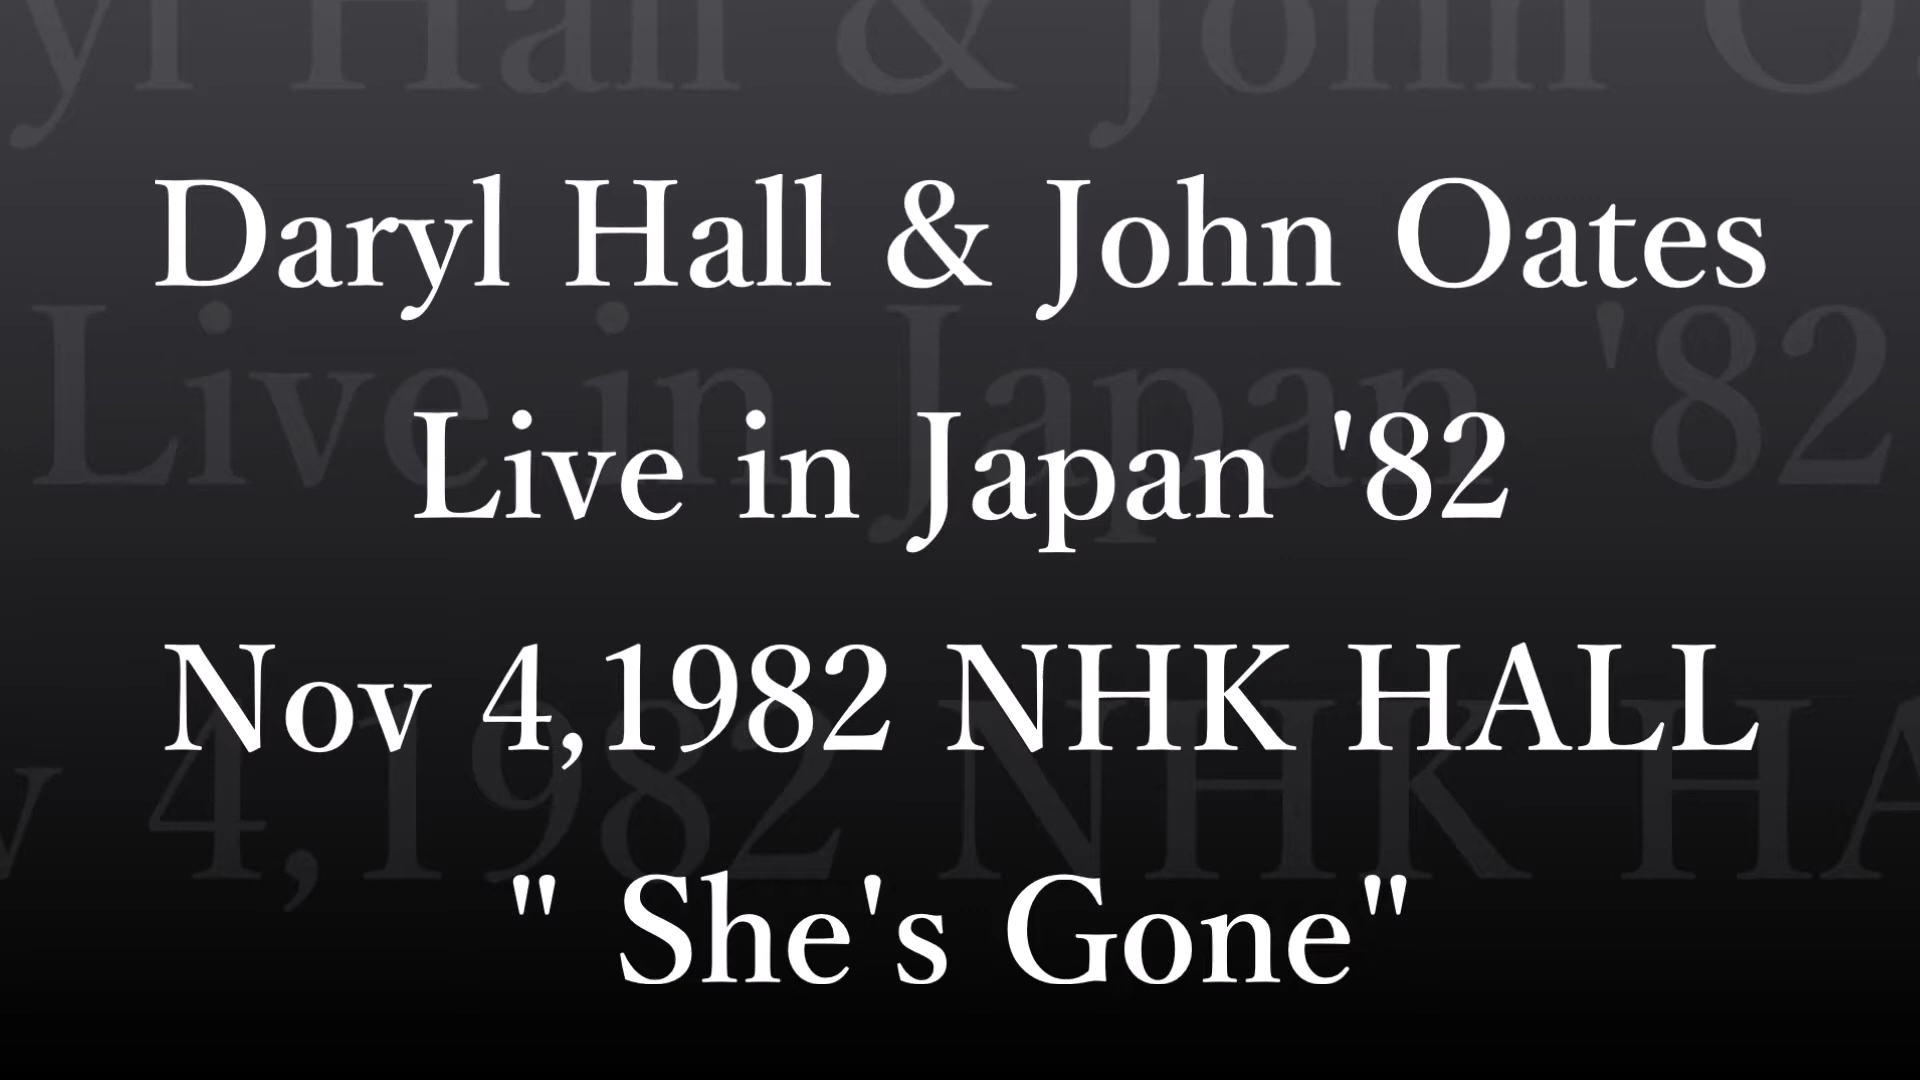 Daryl Hall & John Oates
Live in Japan '82
Nov 4,1982 NHK HALL
" She's Gone"